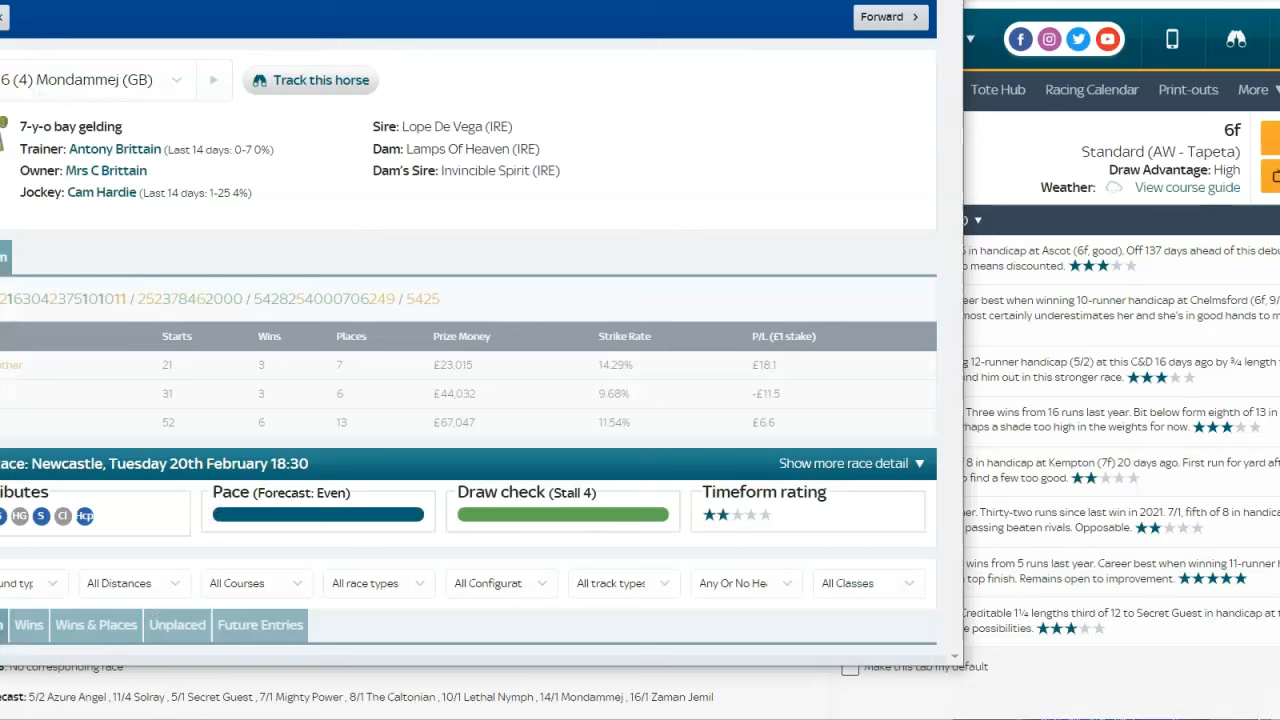 Forward
6 (4) Mondammej (GB)
Track this horse
7-y-o bay gelding
Trainer: Antony Brittain (Last 14 days: 0-7 0%)
Owner: Mrs C Brittain
Jockey: Cam Hardie (Last 14 days: 1-25 4%)
Sire: Lope De Vega (IRE)
Dam: Lamps Of Heaven (IRE)
Dam's Sire: Invincible Spirit (IRE)
216304237510 1011 / 252378462000 / 5428254000706249 / 5425
Starts Wins Places Prize Money Strike Rate P/L (£1 stake)
21 3 7 £23,015 14.29% £18.1
31 3 6 £44,032 9.68% -£11.5
52 6 13 £67,047 11.54% £6.6
ace: Newcastle, Tuesday 20th February 18:30
Show more race detail
ibutes
HG S Cl Hcp
Pace (Forecast: Even)
Draw check (Stall 4)
Timeform rating
und typ All Distances All Courses All race types All Configurat All track types Any Or No He All Classes
Wins Wins & Places Unplaced Future Entries
No corresponding race
ecast: 5/2 Azure Angel , 11/4 Solray , 5/1 Secret Guest , 7/1 Mighty Power , 8/1 The Caltonian , 10/1 Lethal Nymph , 14/1 Mondammej , 16/1 Zaman Jemil
Tote Hub Racing Calendar Print-outs More
6f
Standard (AW - Tapeta)
Draw Advantage: High
Weather: View course guide
in handicap at Ascot (6f, good). Off 137 days ahead of this debu
o means discounted.
eer best when winning 10-runner handicap at Chelmsford (6f, 9/
most certainly underestimates her and she's in good hands to m
g 12-runner handicap (5/2) at this C&D 16 days ago by ¾ length
nd him out in this stronger race.
Three wins from 16 runs last year. Bit below form eighth of 13 in
haps a shade too high in the weights for now.
8 in handicap at Kempton (7f) 20 days ago. First run for yard aft
o find a few too good.
er. Thirty-two runs since last win in 2021. 7/1, fifth of 8 in handica
passing beaten rivals. Opposable.
wins from 5 runs last year. Career best when winning 11-runner h
top finish. Remains open to improvement.
Creditable 1¼ lengths third of 12 to Secret Guest in handicap at t
e possibilities.
Make this tab my default